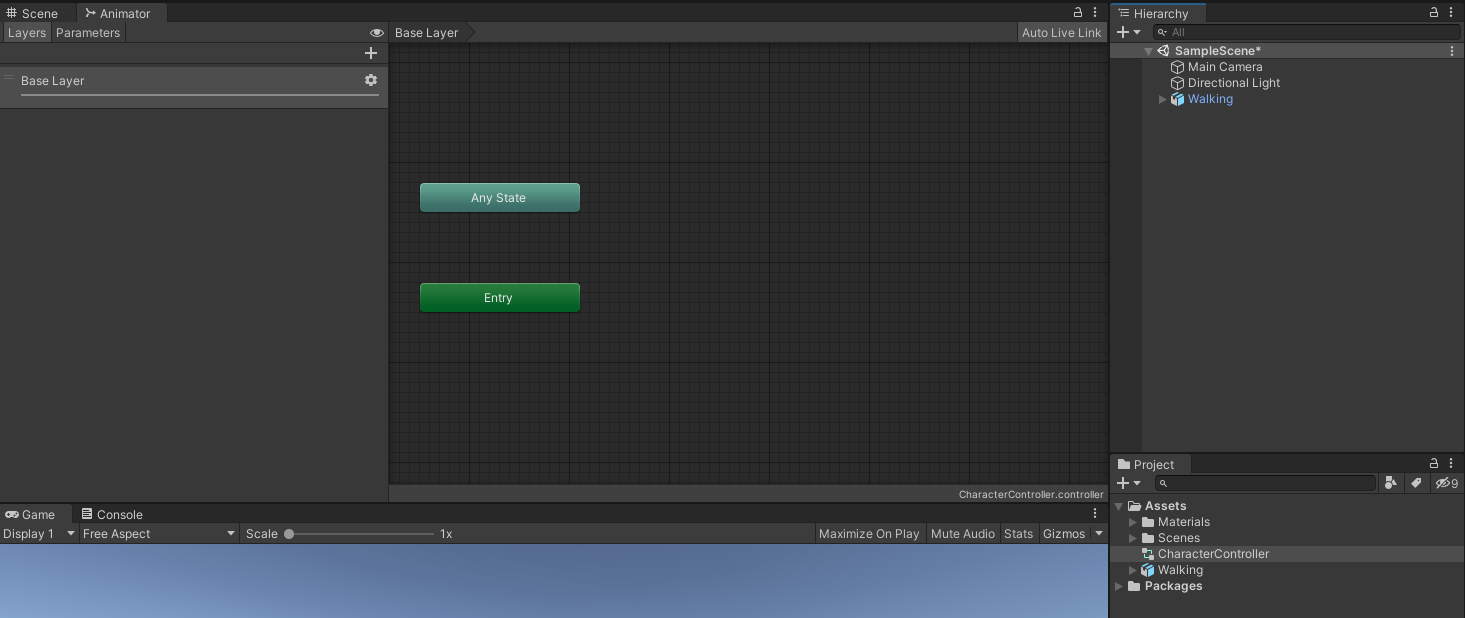 Scene Animator
Layers Parameters
Base Layer Auto Live Link
Base Layer
Any State
Entry
CharacterController.controller
Game Console
Display 1 Free Aspect Scale 1x Maximize On Play Mute Audio Stats Gizmos
Hierarchy
All
SampleScene*
Main Camera
Directional Light
Walking
Project
9
Assets
Materials
Scenes
CharacterController
Walking
Packages